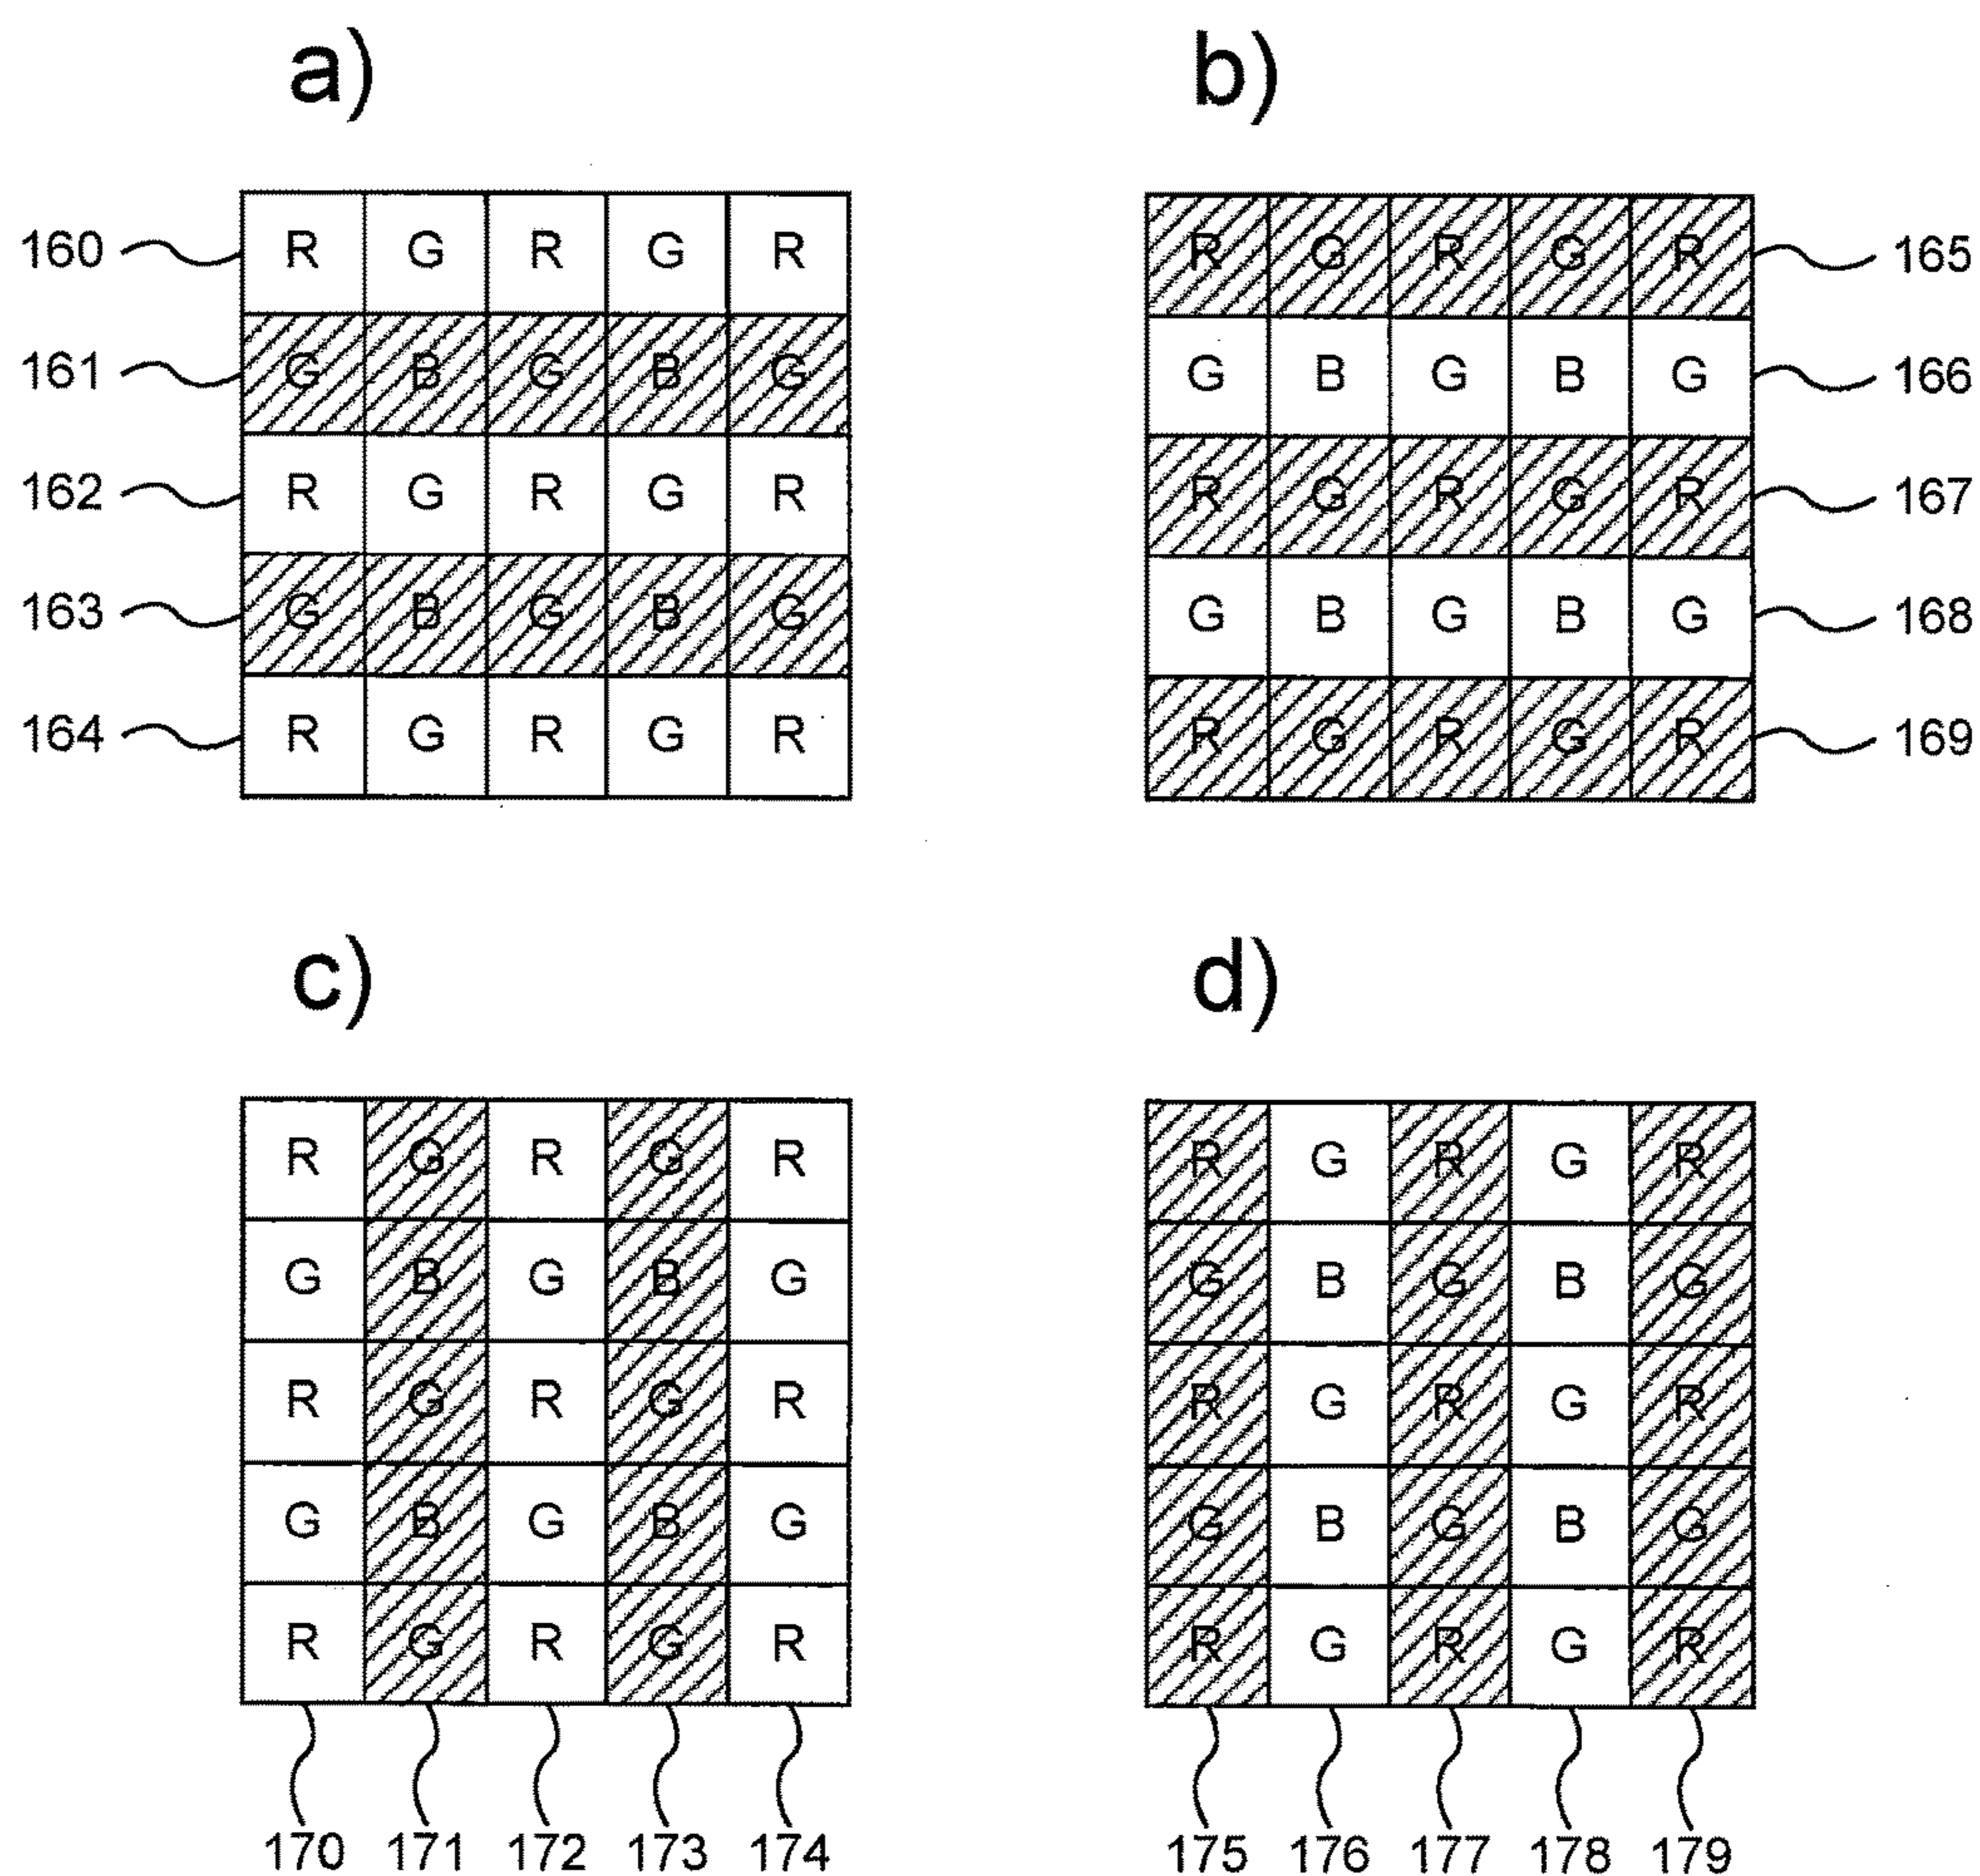 a)
b)
160 R G R G R
161 G B G B G
162 R G R G R
163 G B G B G
164 R G R G R
R G R G R 165
G B G B G 166
R G R G R 167
G B G B G 168
R G R G R 169
c)
d)
R G R G R
G B G B G
R G R G R
G B G B G
R G R G R
170 171 172 173 174
R G R G R
G B G B G
R G R G R
G B G B G
R G R G R
175 176 177 178 179